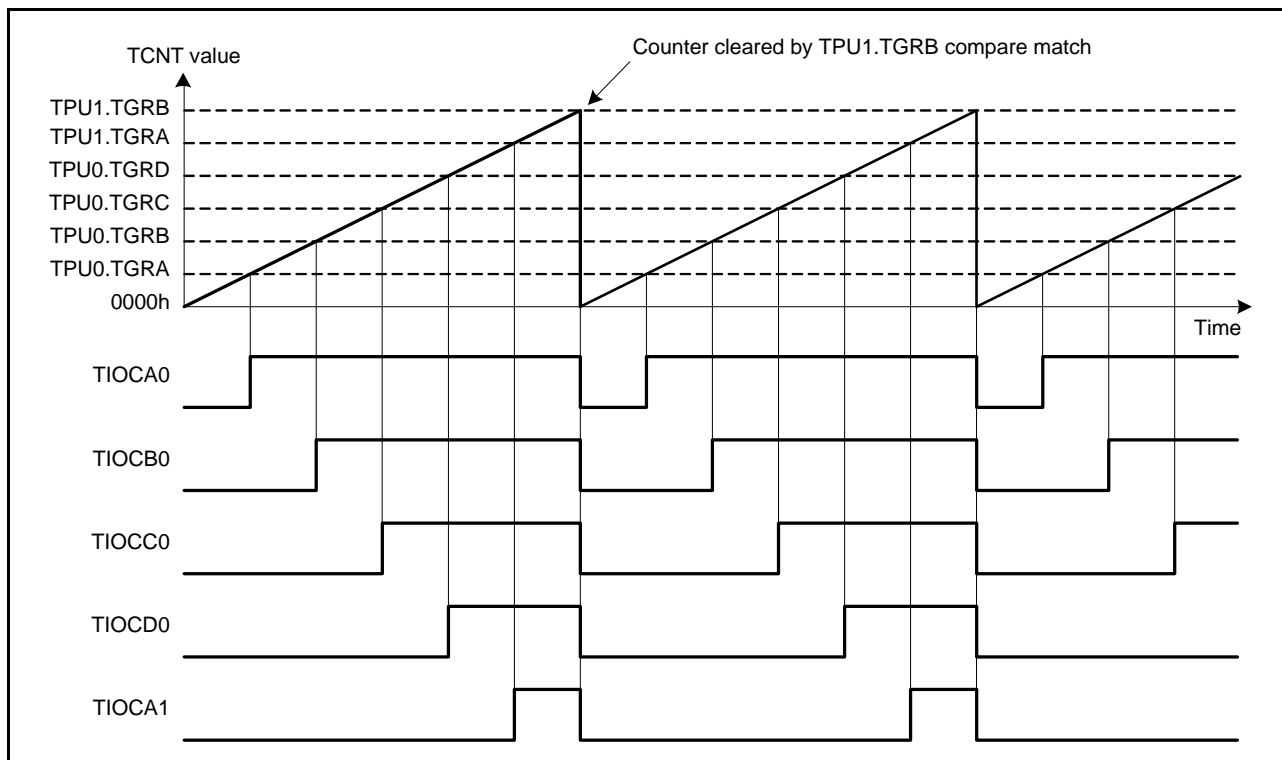 Counter cleared by TPU1.TGRB compare match
TCNT value
TPU1.TGRB
TPU1.TGRA
TPU0.TGRD
TPU0.TGRC
TPU0.TGRB
TPU0.TGRA
0000h
Time
TIOCA0
TIOCB0
TIOCC0
TIOCD0
TIOCA1